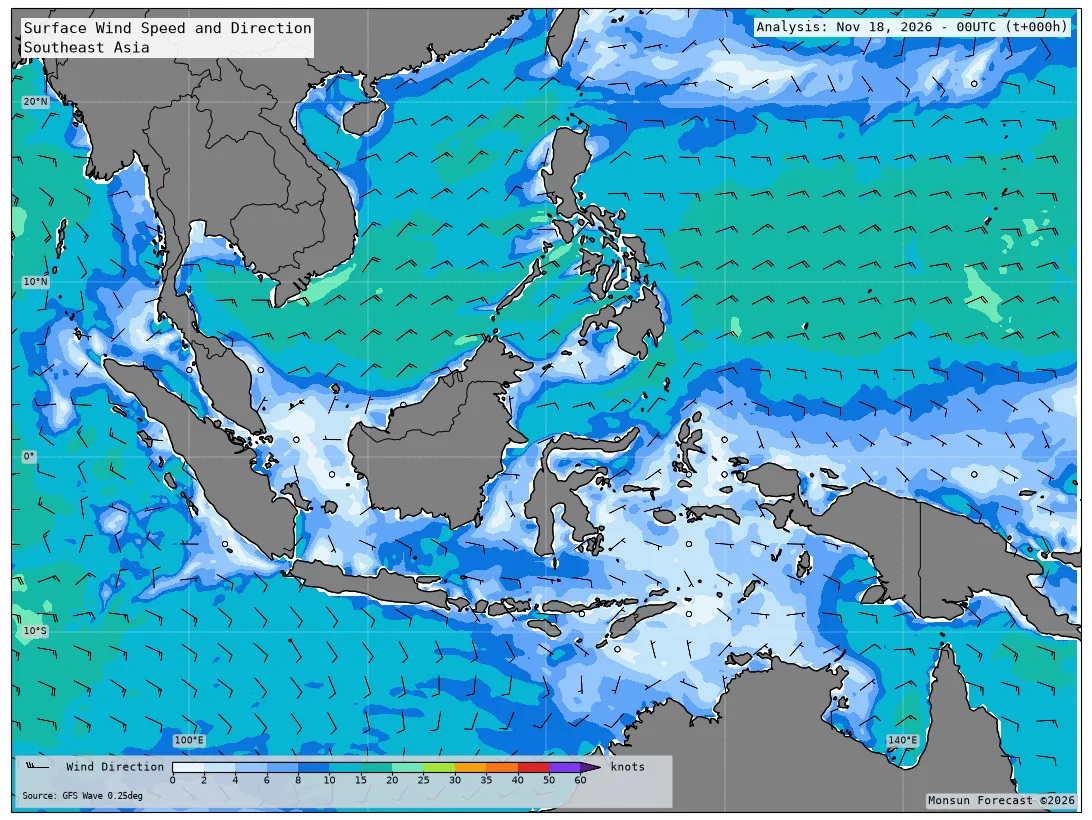 Surface Wind Speed and Direction
Southeast Asia
Analysis: Nov 18, 2026 - 00UTC (t+000h)
20°N
10°N
0°
10°S
100°E
140°E
Wind Direction
knots
0 2 4 6 8 10 15 20 25 30 35 40 50 60
Source: GFS Wave 0.25deg
Monsun Forecast ©2026